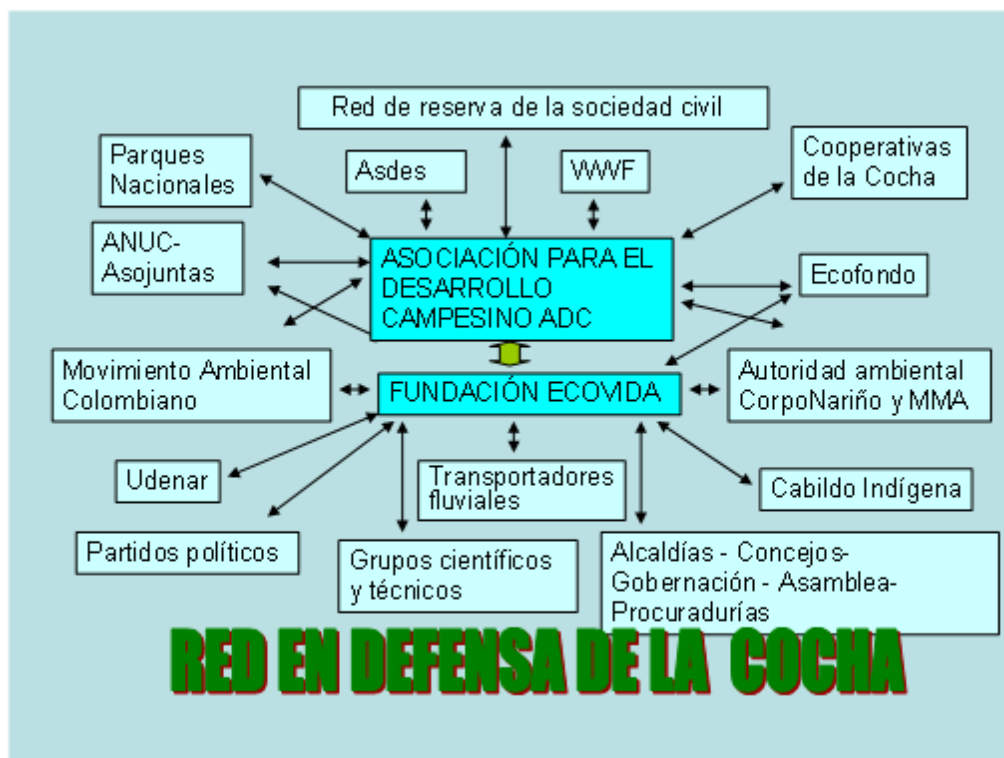 Red de reserva de la sociedad civil
Parques
Nacionales
Asdes
WWF
Cooperativas
de la Cocha
ANUC-
Asojuntas
ASOCIACIÓN PARA EL
DESARROLLO
CAMPESINO ADC
Ecofondo
Movimiento Ambiental
Colombiano
FUNDACIÓN ECOVIDA
Autoridad ambiental
CorpoNariño y MMA
Udenar
Transportadores
fluviales
Cabildo Indígena
Partidos políticos
Grupos científicos
y técnicos
Alcaldías - Concejos-
Gobernación - Asamblea-
Procuradurías
RED EN DEFENSA DE LA COCHA